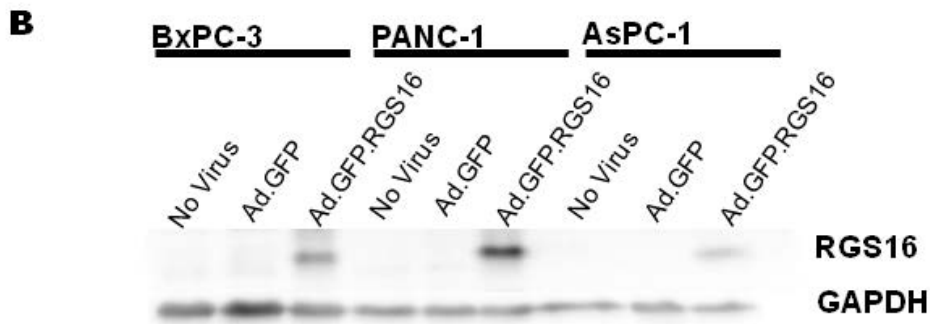 B
BxPC-3 PANC-1 AsPC-1
No Virus Ad.GFP Ad.GFP.RGS16 No Virus Ad.GFP Ad.GFP.RGS16 No Virus Ad.GFP Ad.GFP.RGS16
RGS16
GAPDH